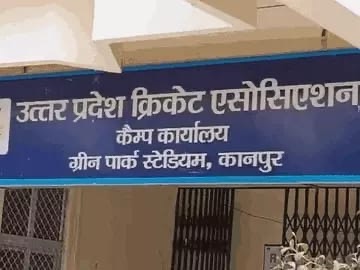 उत्तर प्रदेश क्रिकेट एसोसिएशन
कैम्प कार्यालय
ग्रीन पार्क स्टेडियम, कानपुर